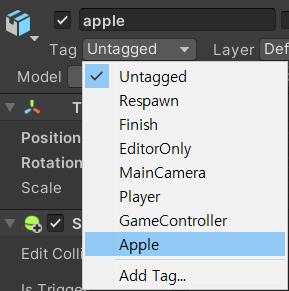 apple
Tag Untagged Layer Def
Model
Untagged
Respawn
Finish
EditorOnly
MainCamera
Player
GameController
Apple
Add Tag...
T
Position
Rotation
Scale
S
Edit Colli
Is Trigge